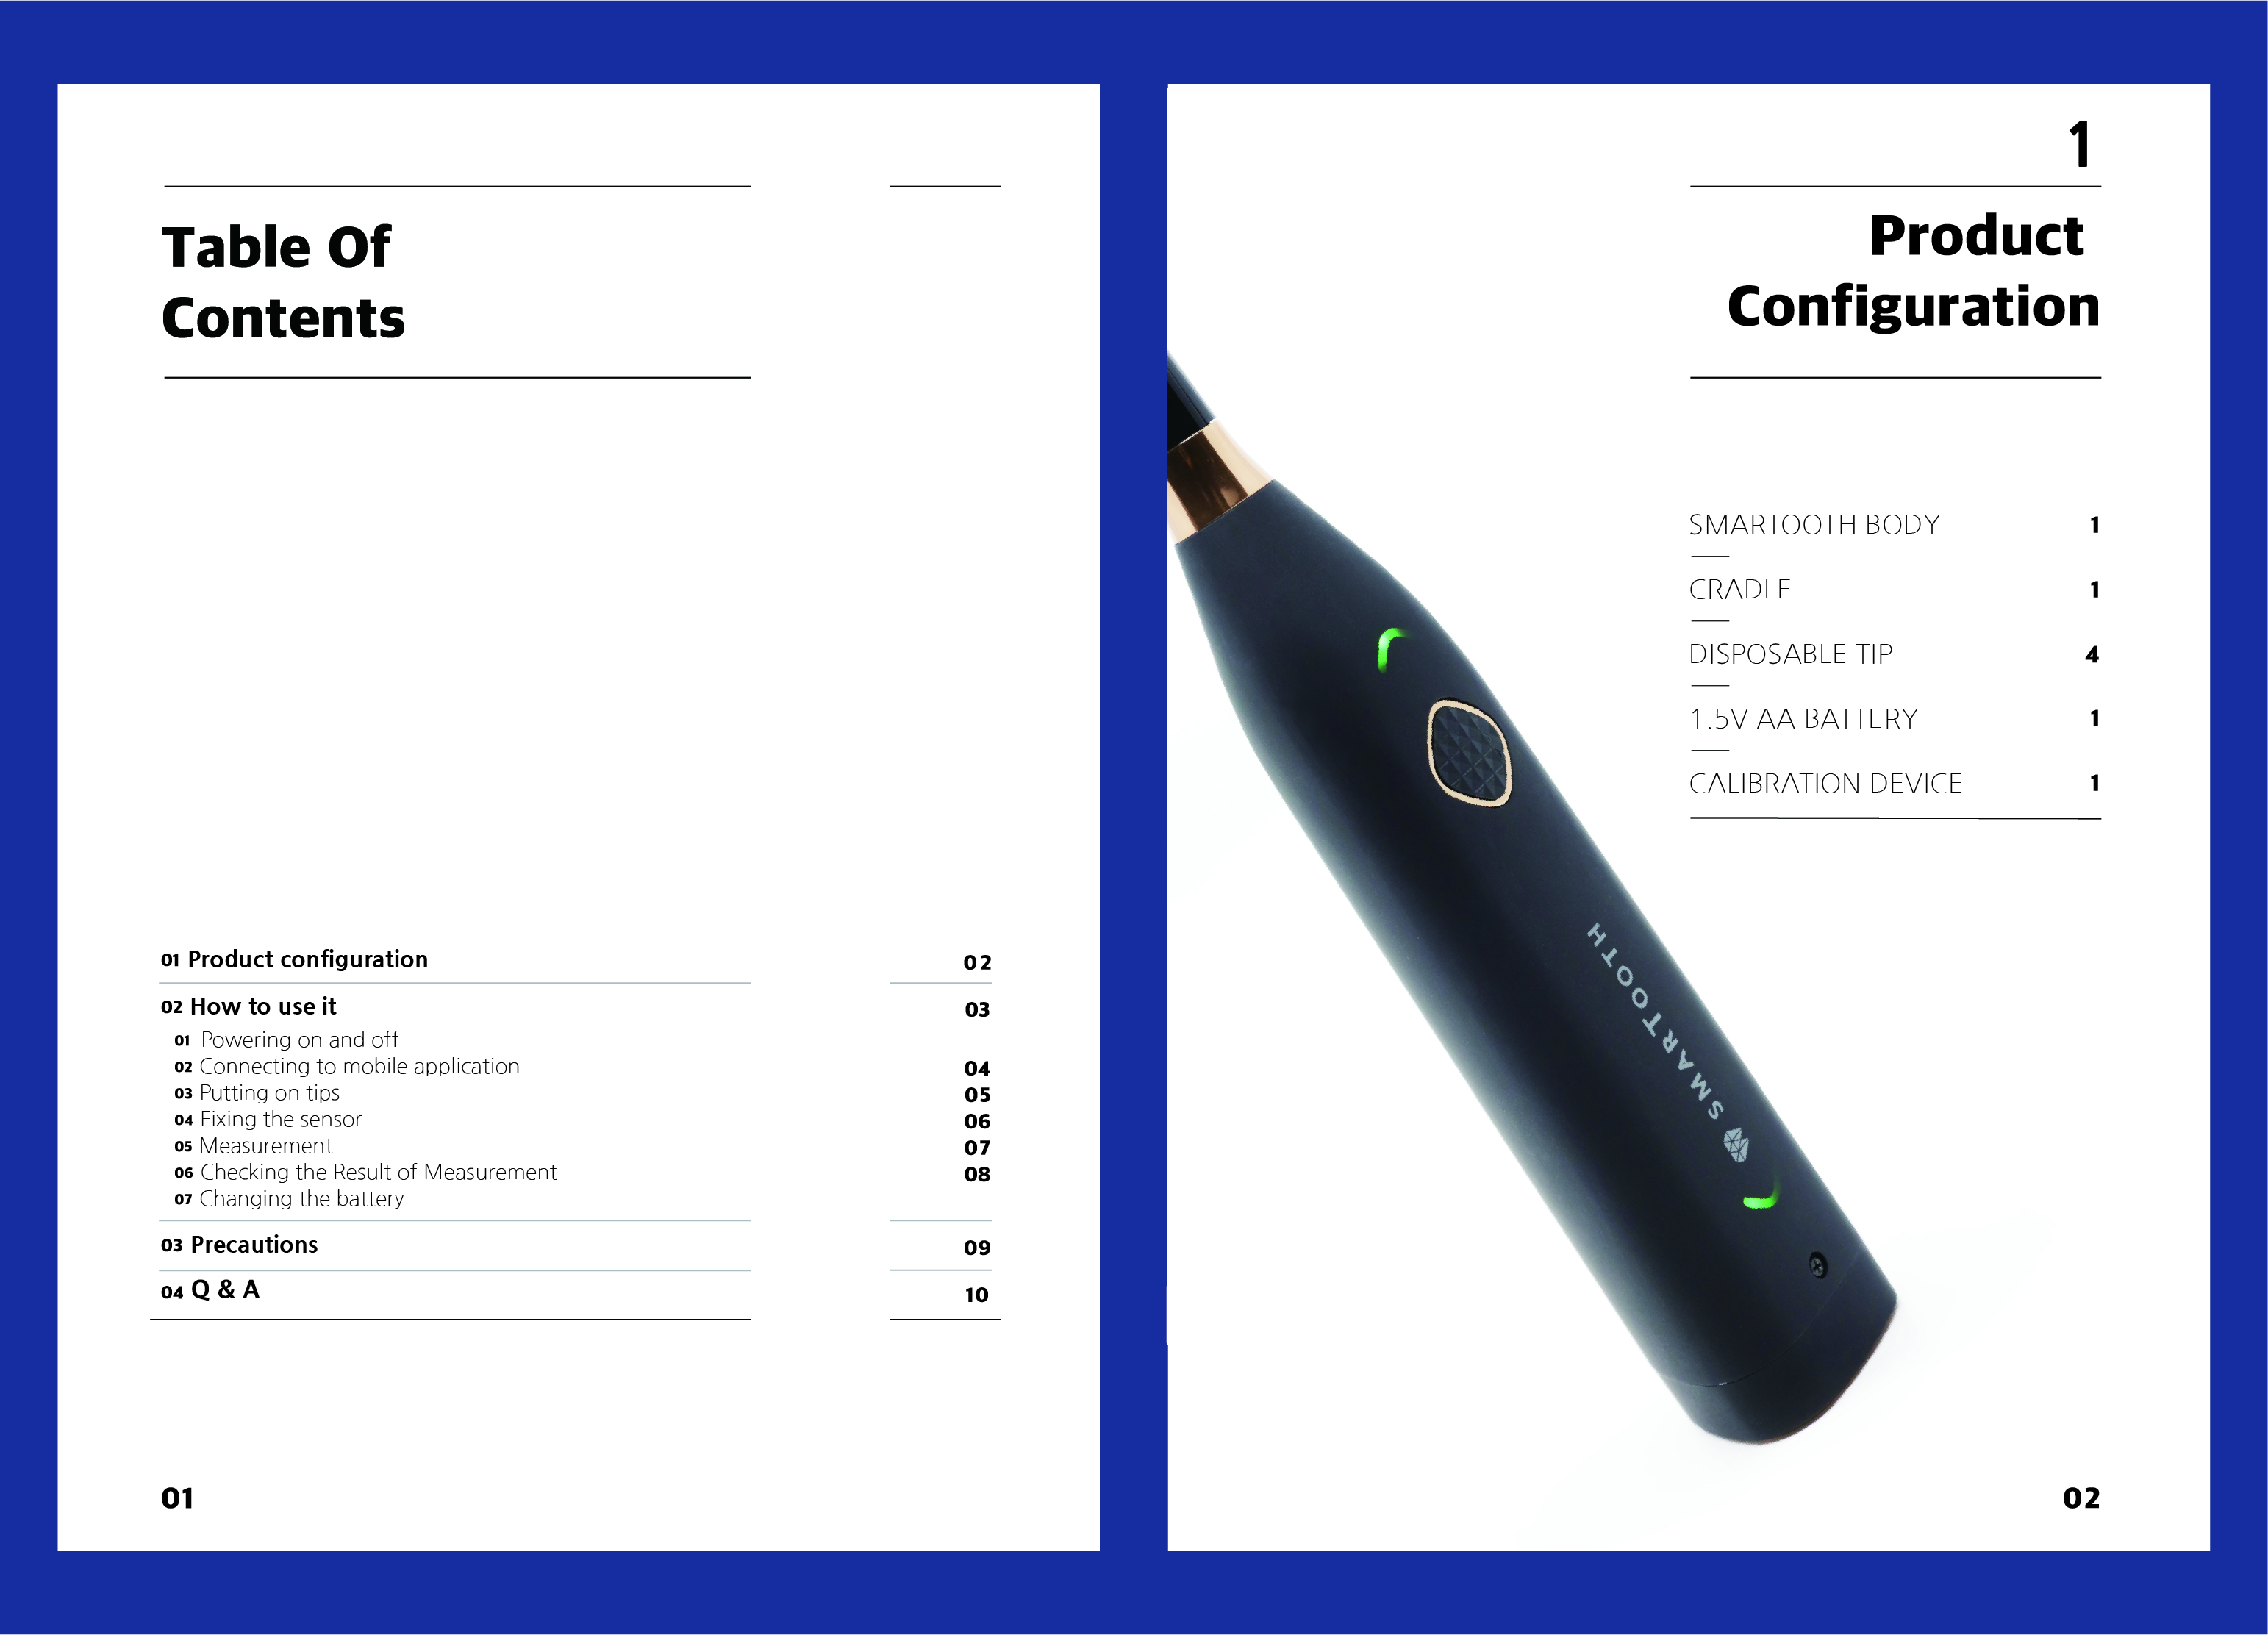 Table Of
Contents
01 Product configuration 02
02 How to use it 03
01 Powering on and off
02 Connecting to mobile application 04
03 Putting on tips 05
04 Fixing the sensor 06
05 Measurement 07
06 Checking the Result of Measurement 08
07 Changing the battery
03 Precautions 09
04 Q & A 10
01
1
Product
Configuration
SMARTOOTH BODY 1
CRADLE 1
DISPOSABLE TIP 4
1.5V AA BATTERY 1
CALIBRATION DEVICE 1
SMARTOOTH
02